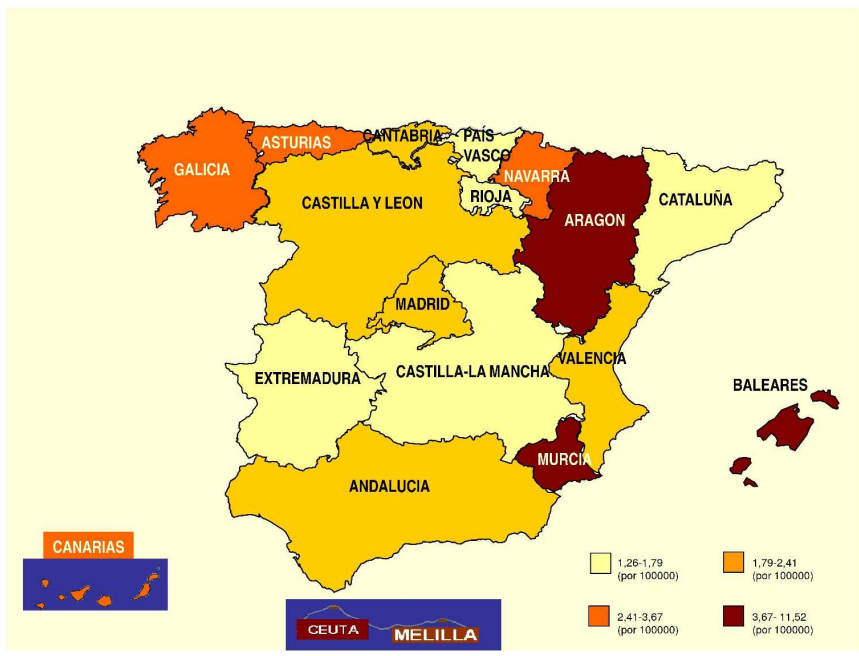 GALICIA
ASTURIAS
CANTABRIA
PAÍS
VASCO
NAVARRA
RIOJA
CASTILLA Y LEON
ARAGON
CATALUÑA
MADRID
VALENCIA
EXTREMADURA
CASTILLA-LA MANCHA
BALEARES
MURCIA
ANDALUCIA
CANARIAS
CEUTA
MELILLA
1,26-1,79
(por 100000)
1,79-2,41
(por 100000)
2,41-3,67
(por 100000)
3,67- 11,52
(por 100000)